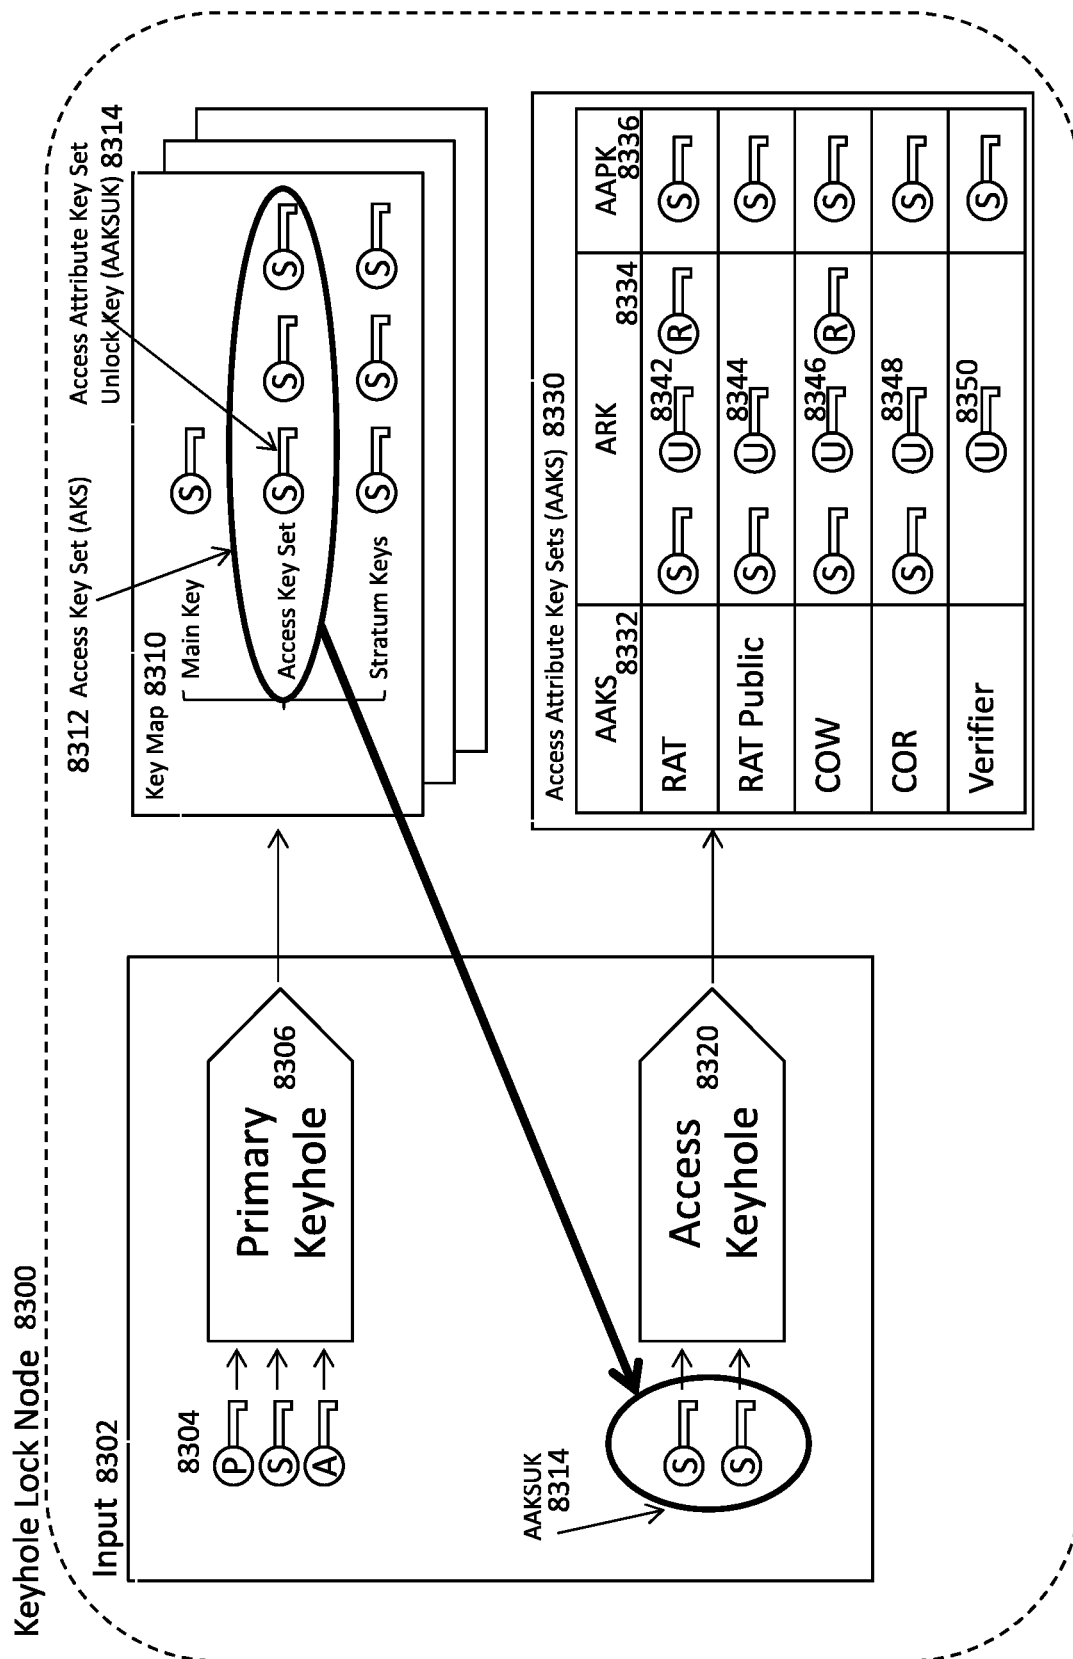 Keyhole Lock Node 8300
Input 8302
8304
P
S
A
Primary
Keyhole
8306
AAKSUK
8314
S
S
Access
Keyhole
8320
8312 Access Key Set (AKS)
Access Attribute Key Set
Unlock Key (AAKSUK) 8314
Key Map 8310
Main Key
S
Access Key Set
S S S
Stratum Keys
S S S
Access Attribute Key Sets (AAKS) 8330
AAKS 8332 ARK 8334 AAPK 8336
RAT S U 8342 R S
RAT Public S U 8344 S
COW S U 8346 R S
COR S U 8348 S
Verifier U 8350 S